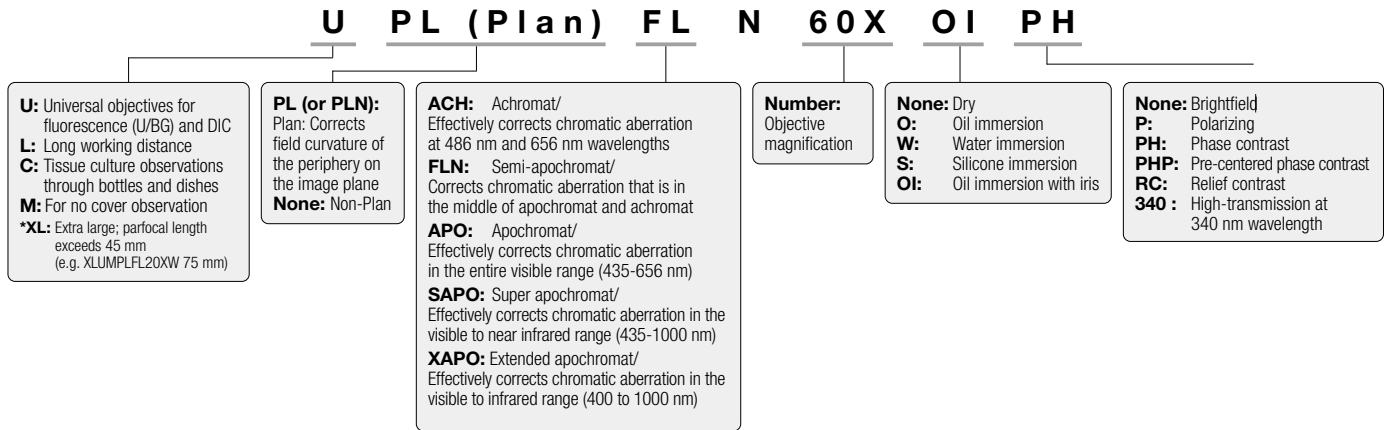 U PL (Plan) FL N 60X OI PH
U: Universal objectives for
fluorescence (U/BG) and DIC
L: Long working distance
C: Tissue culture observations
through bottles and dishes
M: For no cover observation
*XL: Extra large; parfocal length
exceeds 45 mm
(e.g. XLUMPLFL20XW 75 mm)
PL (or PLN):
Plan: Corrects
field curvature of
the periphery on
the image plane
None: Non-Plan
ACH: Achromat/
Effectively corrects chromatic aberration
at 486 nm and 656 nm wavelengths
FLN: Semi-apochromat/
Corrects chromatic aberration that is in
the middle of apochromat and achromat
APO: Apochromat/
Effectively corrects chromatic aberration
in the entire visible range (435-656 nm)
SAPO: Super apochromat/
Effectively corrects chromatic aberration in the
visible to near infrared range (435-1000 nm)
XAPO: Extended apochromat/
Effectively corrects chromatic aberration in the
visible to infrared range (400 to 1000 nm)
Number:
Objective
magnification
None: Dry
O: Oil immersion
W: Water immersion
S: Silicone immersion
OI: Oil immersion with iris
None: Brightfield
P: Polarizing
PH: Phase contrast
PHP: Pre-centered phase contrast
RC: Relief contrast
340 : High-transmission at
340 nm wavelength